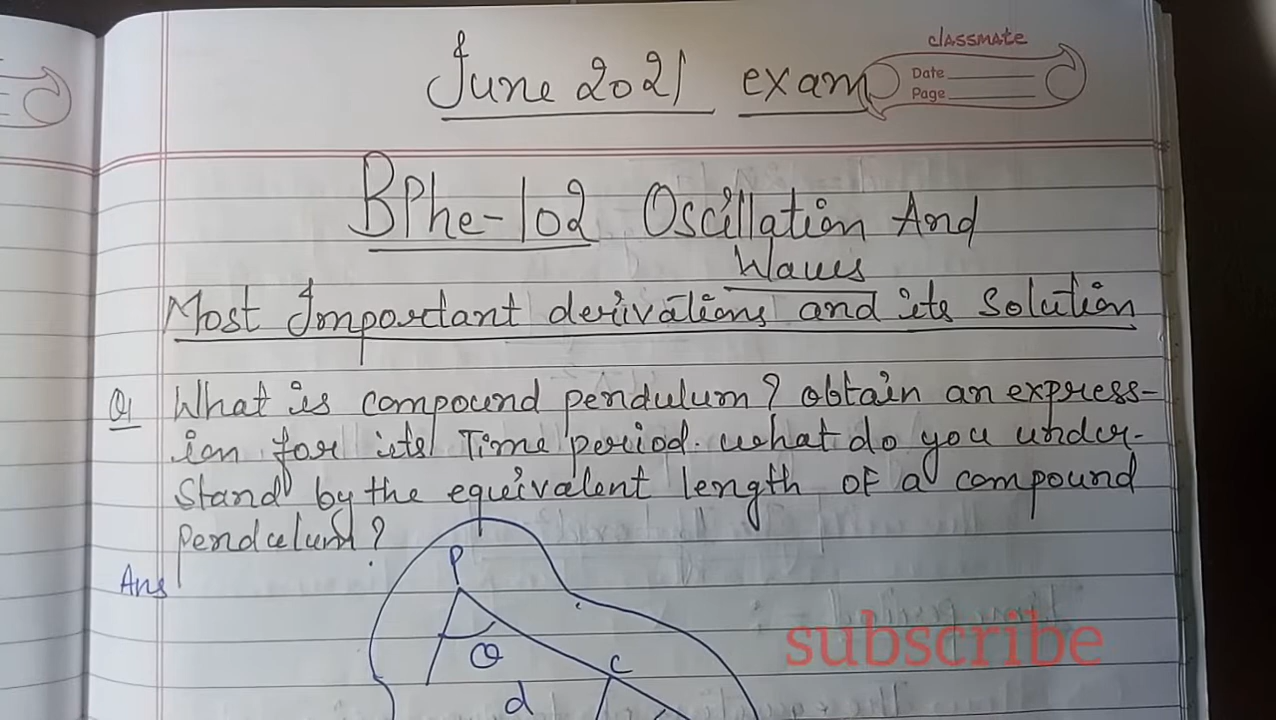 classmate
Date
Page
June 2021 exam
BPhe-102 Oscillation And
Waves
Most Important derivations and its Solution
Q1 What is compound pendulum? obtain an express-
ion for its Time period. what do you under-
stand by the equivalent length of a compound
pendulum?
Ans
P
θ
C
d
subscribe